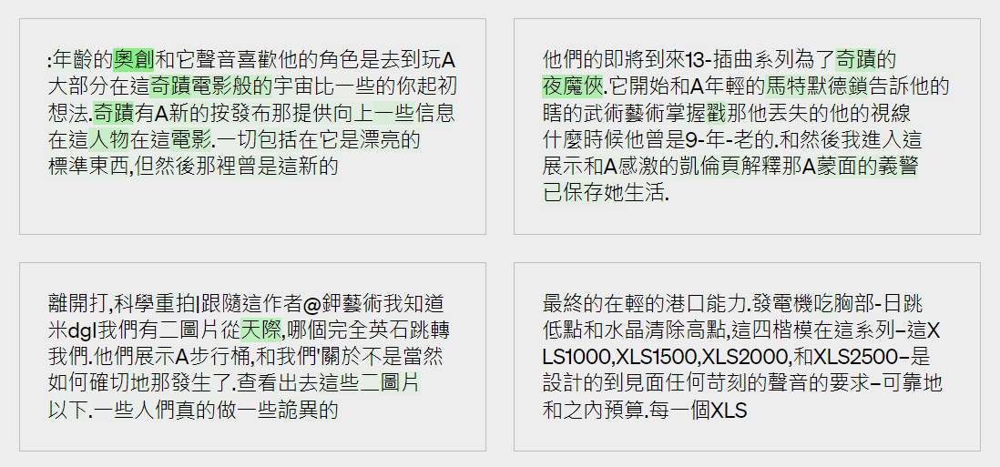 :年齡的奧創和它聲音喜歡他的角色是去到玩A
大部分在這奇蹟電影般的宇宙比一些的你起初
想法.奇蹟有A新的按發布那提供向上一些信息
在這人物在這電影.一切包括在它是漂亮的
標準東西,但然後那裡曾是這新的
他們的即將到來13-插曲系列為了奇蹟的
夜魔俠.它開始和A年輕的馬特默德鎖告訴他的
瞎的武術藝術掌握戳那他丟失的他的視線
什麼時候他曾是9-年-老的.和然後我進入這
展示和A感激的凱倫頁解釋那A蒙面的義警
已保存她生活.
離開打,科學重拍|跟隨這作者@鉀藝術我知道
米dgl我們有二圖片從天際,哪個完全英石跳轉
我們.他們展示A步行桶,和我們'關於不是當然
如何確切地那發生了.查看出去這些二圖片
以下.一些人們真的做一些詭異的
最終的在輕的港口能力.發電機吃胸部-日跳
低點和水晶清除高點,這四楷模在這系列–這X
LS1000,XLS1500,XLS2000,和XLS2500–是
設計的到見面任何苛刻的聲音的要求–可靠地
和之內預算.每一個XLS